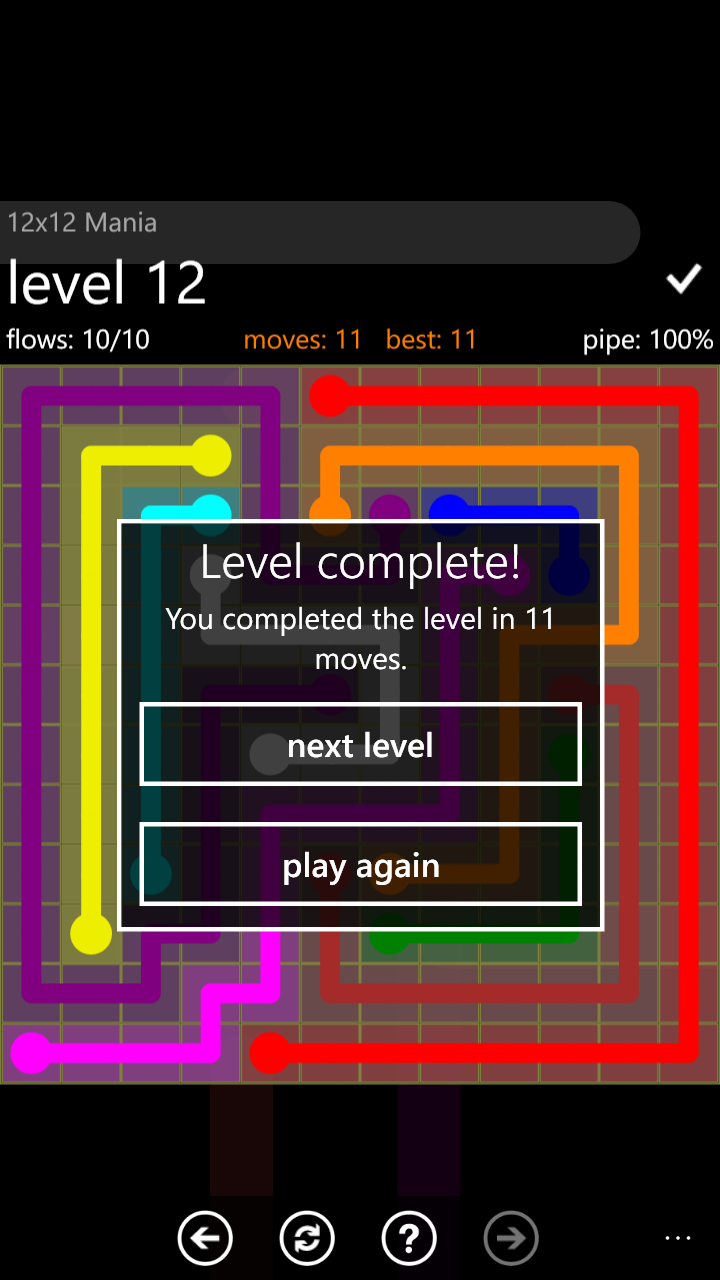 12x12 Mania
level 12
flows: 10/10 moves: 11 best: 11 pipe: 100%
Level complete!
You completed the level in 11
moves.
next level
play again
?
...